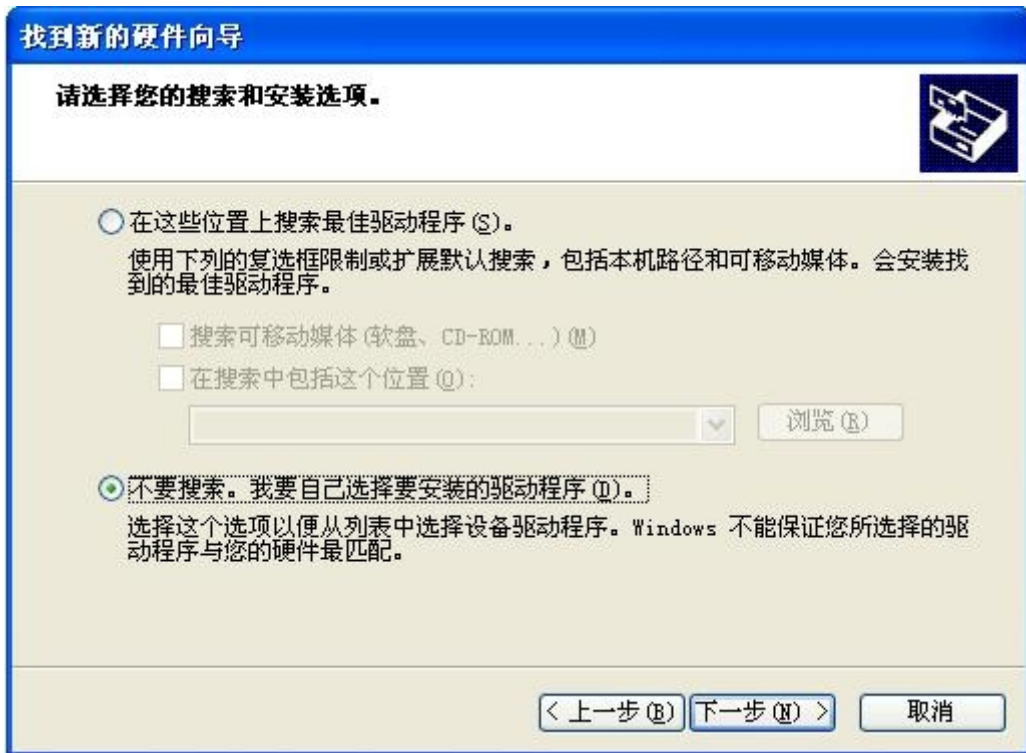 找到新的硬件向导
请选择您的搜索和安装选项。
在这些位置上搜索最佳驱动程序(S)。
使用下列的复选框限制或扩展默认搜索，包括本机路径和可移动媒体。会安装找
到的最佳驱动程序。
搜索可移动媒体(软盘、CD-ROM...)(M)
在搜索中包括这个位置(O):
浏览(R)
不要搜索。我要自己选择要安装的驱动程序(D)。
选择这个选项以便从列表中选择设备驱动程序。Windows 不能保证您所选择的驱
动程序与您的硬件最匹配。
< 上一步(B) 下一步(N) > 取消